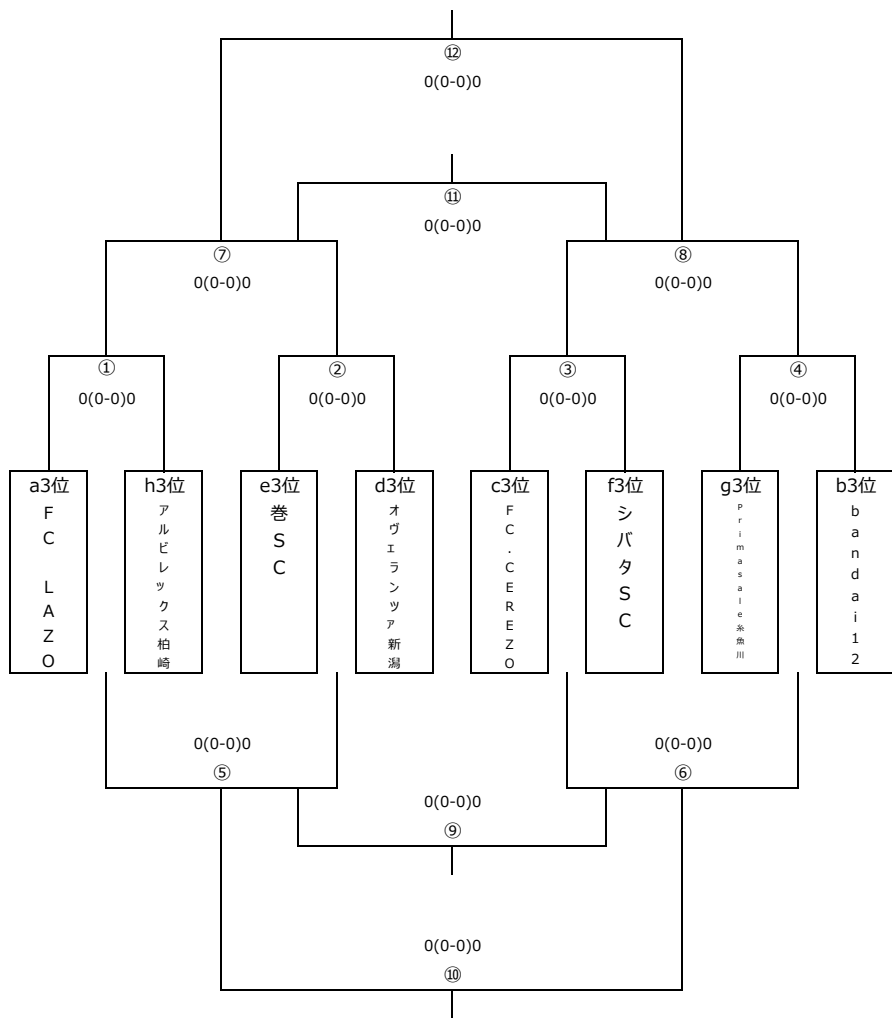 ⑫
0(0-0)0
⑪
0(0-0)0
⑦
0(0-0)0
⑧
0(0-0)0
①
0(0-0)0
②
0(0-0)0
③
0(0-0)0
④
0(0-0)0
a3位
FC LAZO
h3位
アルビレックス柏崎
e3位
巻SC
d3位
オヴェランツァ新潟
c3位
FC.CEREZO
f3位
シバタSC
g3位
Primasale糸魚川
b3位
bandai12
0(0-0)0
⑤
0(0-0)0
⑥
0(0-0)0
⑨
0(0-0)0
⑩